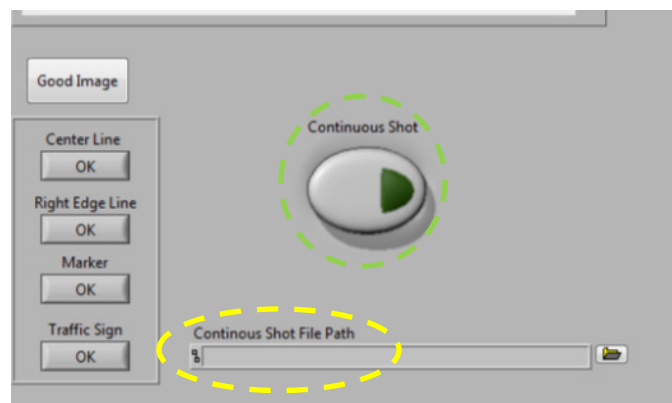 Good Image
Continuous Shot
Center Line
OK
Right Edge Line
OK
Marker
OK
Traffic Sign
OK
Continous Shot File Path